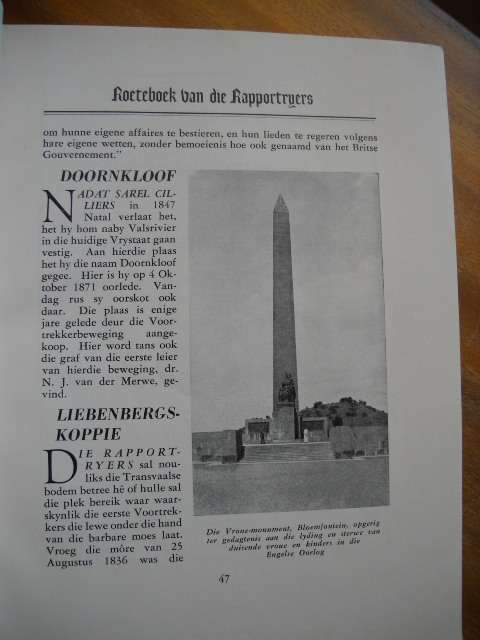 Roeteboek van die Rapportryers
om hunne eigene affaires te bestieren, en hun lieden te regeren volgens
hare eigene wetten, zonder bemoeienis hoe ook genaamd van het Britse
Gouvernement."
DOORNKLOOF
NADAT SAREL CIL-
LIERS in 1847
Natal verlaat het,
het hy hom naby Valsrivier
in die huidige Vrystaat gaan
vestig. Aan hierdie plaas
het hy die naam Doornkloof
gegee. Hier is hy op 4 Ok-
tober 1871 oorlede. Van-
dag rus sy oorskot ook
daar. Die plaas is enige
jare gelede deur die Voor-
trekkerbeweging aange-
koop. Hier word tans ook
die graf van die eerste leier
van hierdie beweging, dr.
N. J. van der Merwe, ge-
vind.
LIEBENBERGS-
KOPPIE
DIE RAPPORT-
RYERS sal nou-
liks die Transvaalse
bodem betree hê of hulle sal
die plek bereik waar waar-
skynlik die eerste Voortrek-
kers die lewe onder die hand
van die barbare moes laat.
Vroeg die môre van 25
Augustus 1836 was die
Die Vroue-monument, Bloemfontein, opgerig
ter gedagtenis aan die lyding en sterwe van
duisende vroue en kinders in die
Engelse Oorlog
47